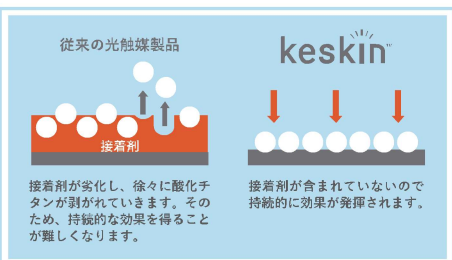 従来の光触媒製品
接着剤
接着剤が劣化し、徐々に酸化チ
タンが剥がれていきます。その
ため、持続的な効果を得ること
が難しくなります。
keskin™
接着剤が含まれていないので
持続的に効果が発揮されます。